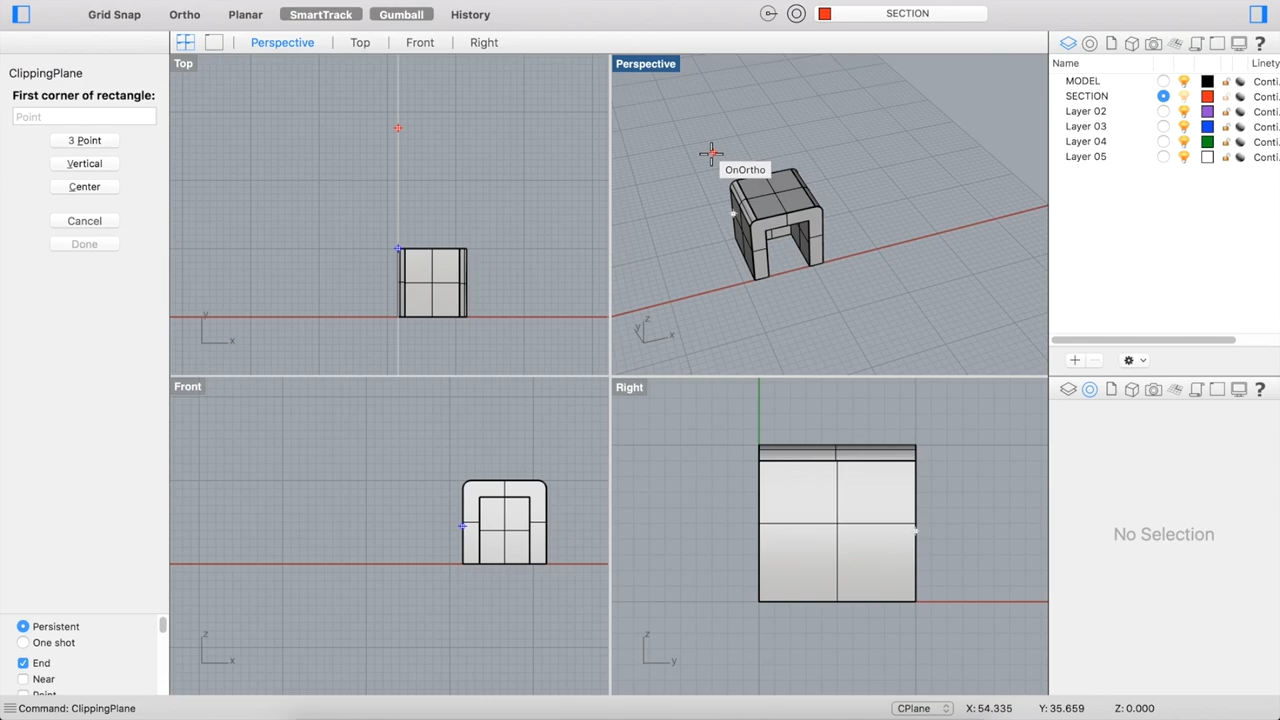 Grid Snap Ortho Planar SmartTrack Gumball History SECTION
Perspective Top Front Right
ClippingPlane
First corner of rectangle:
Point
3 Point
Vertical
Center
Cancel
Done
Persistent
One shot
End
Near
Point
Top
Perspective
OnOrtho
Front
Right
y
x
z
y
x
z
x
z
y
Name Linety
MODEL Conti
SECTION Conti.
Layer 02 Conti.
Layer 03 Conti.
Layer 04 Conti.
Layer 05 Conti.
No Selection
Command: ClippingPlane CPlane X: 54.335 Y: 35.659 Z: 0.000